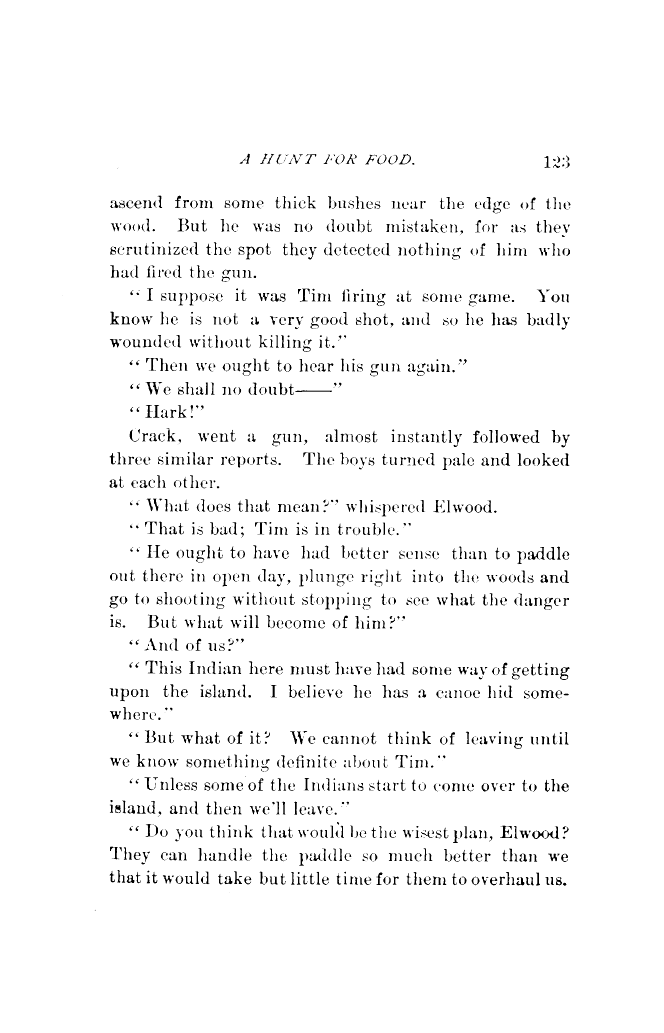 A HUNT FOR FOOD. 123
ascend from some thick bushes near the edge of the
wood. But he was no doubt mistaken, for as they
scrutinized the spot they detected nothing of him who
had fired the gun.
“I suppose it was Tim firing at some game. You
know he is not a very good shot, and so he has badly
wounded without killing it.”
“Then we ought to hear his gun again.”
“We shall no doubt——”
“Hark!”
Crack, went a gun, almost instantly followed by
three similar reports. The boys turned pale and looked
at each other.
“What does that mean?” whispered Elwood.
“That is bad; Tim is in trouble.”
“He ought to have had better sense than to paddle
out there in open day, plunge right into the woods and
go to shooting without stopping to see what the danger
is. But what will become of him?”
“And of us?”
“This Indian here must have had some way of getting
upon the island. I believe he has a canoe hid some-
where.”
“But what of it? We cannot think of leaving until
we know something definite about Tim.”
“Unless some of the Indians start to come over to the
island, and then we'll leave.”
“Do you think that would be the wisest plan, Elwood?
They can handle the paddle so much better than we
that it would take but little time for them to overhaul us.